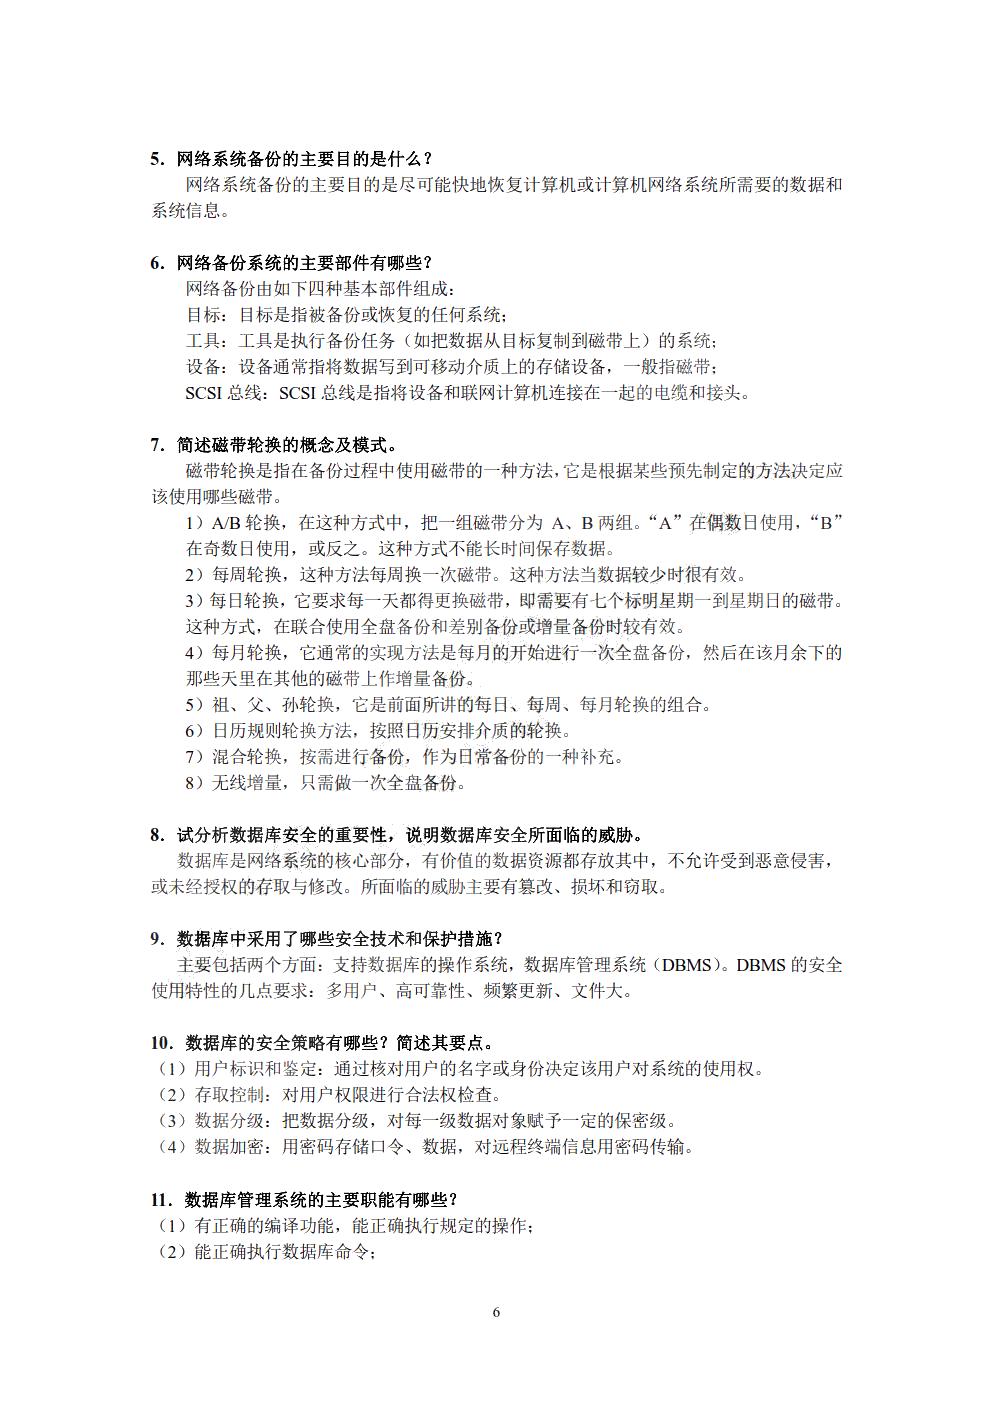 5．网络系统备份的主要目的是什么？
网络系统备份的主要目的是尽可能快地恢复计算机或计算机网络系统所需要的数据和
系统信息。
6．网络备份系统的主要部件有哪些？
网络备份由如下四种基本部件组成：
目标：目标是指被备份或恢复的任何系统；
工具：工具是执行备份任务（如把数据从目标复制到磁带上）的系统；
设备：设备通常指将数据写到可移动介质上的存储设备，一般指磁带；
SCSI 总线：SCSI 总线是指将设备和联网计算机连接在一起的电缆和接头。
7．简述磁带轮换的概念及模式。
磁带轮换是指在备份过程中使用磁带的一种方法，它是根据某些预先制定的方法决定应
该使用哪些磁带。
1）A/B 轮换，在这种方式中，把一组磁带分为 A、B 两组。“A”在偶数日使用，“B”
在奇数日使用，或反之。这种方式不能长时间保存数据。
2）每周轮换，这种方法每周换一次磁带。这种方法当数据较少时很有效。
3）每日轮换，它要求每一天都得更换磁带，即需要有七个标明星期一到星期日的磁带。
这种方式，在联合使用全盘备份和差别备份或增量备份时较有效。
4）每月轮换，它通常的实现方法是每月的开始进行一次全盘备份，然后在该月余下的
那些天里在其他的磁带上作增量备份。
5）祖、父、孙轮换，它是前面所讲的每日、每周、每月轮换的组合。
6）日历规则轮换方法，按照日历安排介质的轮换。
7）混合轮换，按需进行备份，作为日常备份的一种补充。
8）无线增量，只需做一次全盘备份。
8．试分析数据库安全的重要性，说明数据库安全所面临的威胁。
数据库是网络系统的核心部分，有价值的数据资源都存放其中，不允许受到恶意侵害，
或未经授权的存取与修改。所面临的威胁主要有篡改、损坏和窃取。
9．数据库中采用了哪些安全技术和保护措施？
主要包括两个方面：支持数据库的操作系统，数据库管理系统（DBMS）。DBMS 的安全
使用特性的几点要求：多用户、高可靠性、频繁更新、文件大。
10．数据库的安全策略有哪些？简述其要点。
（1）用户标识和鉴定：通过核对用户的名字或身份决定该用户对系统的使用权。
（2）存取控制：对用户权限进行合法权检查。
（3）数据分级：把数据分级，对每一级数据对象赋予一定的保密级。
（4）数据加密：用密码存储口令、数据，对远程终端信息用密码传输。
11．数据库管理系统的主要职能有哪些？
（1）有正确的编译功能，能正确执行规定的操作；
（2）能正确执行数据库命令；
6